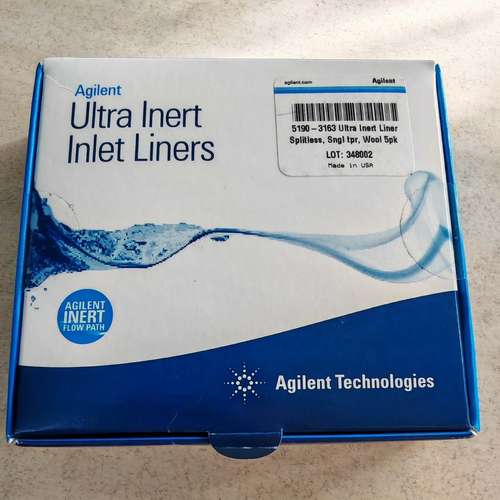 Agilent
Ultra Inert
Inlet Liners
agilent.com Agilent
5190-3163 Ultra Inert Liner
Splitless, Sngl tpr, Wool 5pk
LOT: 348002
Made in USA
AGILENT
INERT
FLOW PATH
Agilent Technologies